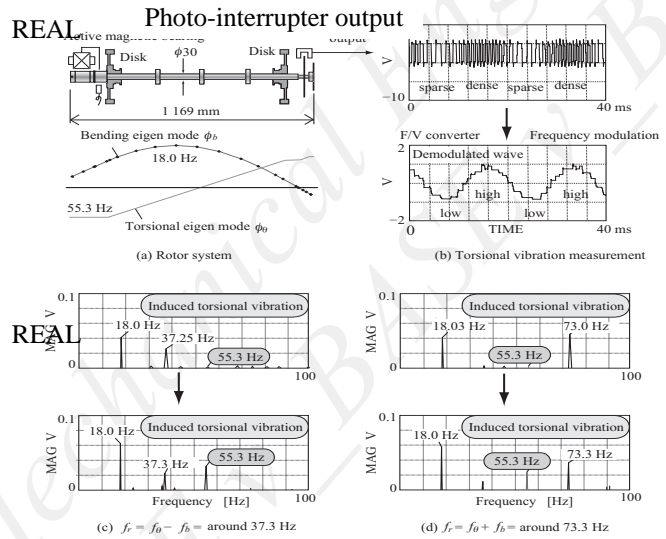 Photo-interrupter output
REAL
Disk
φ30
Disk
output
1 169 mm
Bending eigen mode ϕb
18.0 Hz
55.3 Hz
Torsional eigen mode ϕθ
(a) Rotor system
V
−10
sparse dense sparse dense
0 40 ms
F/V converter Frequency modulation
2
Demodulated wave
V
high high
low low
−2
0 TIME 40 ms
(b) Torsional vibration measurement
REAL
0.1
Induced torsional vibration
MAG V
18.0 Hz
37.25 Hz
55.3 Hz
0
100
0.1
Induced torsional vibration
MAG V
18.0 Hz
37.3 Hz
55.3 Hz
0
Frequency [Hz] 100
(c) fr = fθ − fb = around 37.3 Hz
0.1
Induced torsional vibration
MAG V
18.03 Hz
73.0 Hz
55.3 Hz
0
100
0.1
Induced torsional vibration
MAG V
18.0 Hz
73.3 Hz
55.3 Hz
0
Frequency [Hz] 100
(d) fr = fθ + fb = around 73.3 Hz